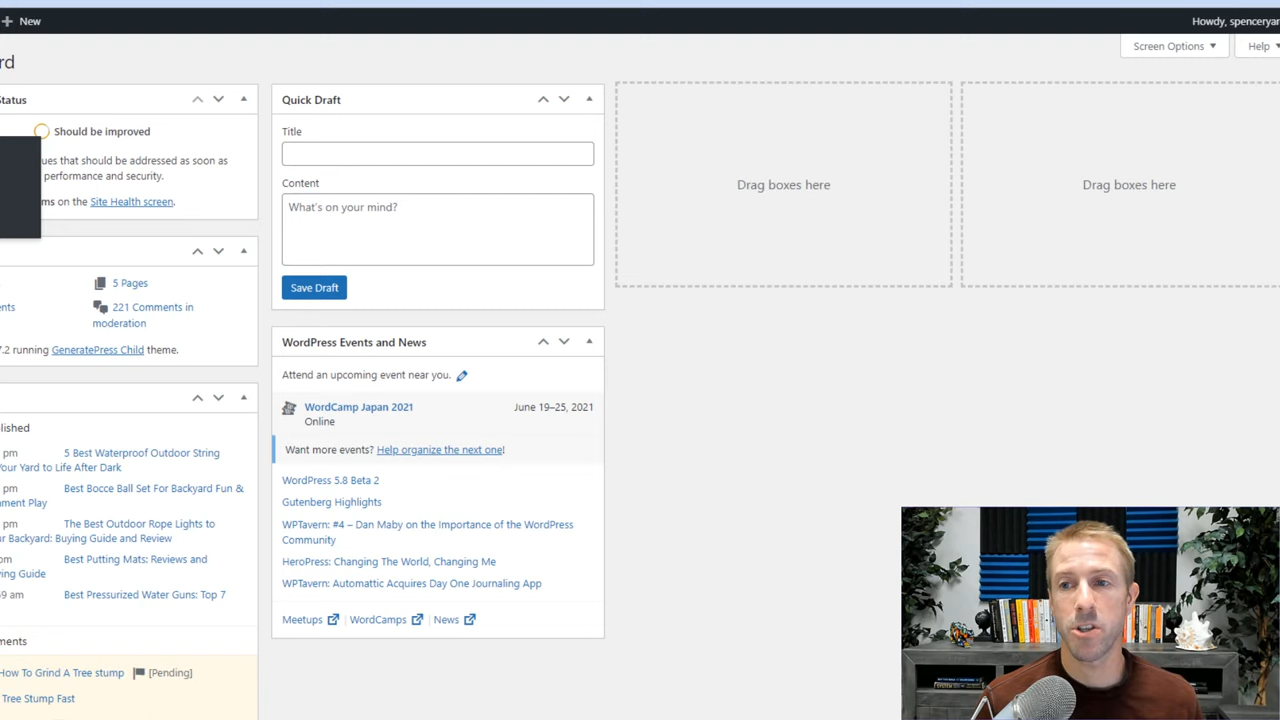 New
Howdy, spenceryar
Screen Options
Help
rd
Status
Should be improved
ues that should be addressed as soon as
performance and security.
ms on the Site Health screen.
5 Pages
ents
221 Comments in
moderation
7.2 running GeneratePress Child theme.
lished
pm 5 Best Waterproof Outdoor String
Your Yard to Life After Dark
pm Best Bocce Ball Set For Backyard Fun &
nment Play
pm The Best Outdoor Rope Lights to
r Backyard: Buying Guide and Review
pm Best Putting Mats: Reviews and
ying Guide
59 am Best Pressurized Water Guns: Top 7
ments
How To Grind A Tree stump [Pending]
Tree Stump Fast
Quick Draft
Title
Content
What's on your mind?
Save Draft
WordPress Events and News
Attend an upcoming event near you.
WordCamp Japan 2021 June 19–25, 2021
Online
Want more events? Help organize the next one!
WordPress 5.8 Beta 2
Gutenberg Highlights
WPTavern: #4 – Dan Maby on the Importance of the WordPress
Community
HeroPress: Changing The World, Changing Me
WPTavern: Automattic Acquires Day One Journaling App
Meetups | WordCamps | News
Drag boxes here
Drag boxes here